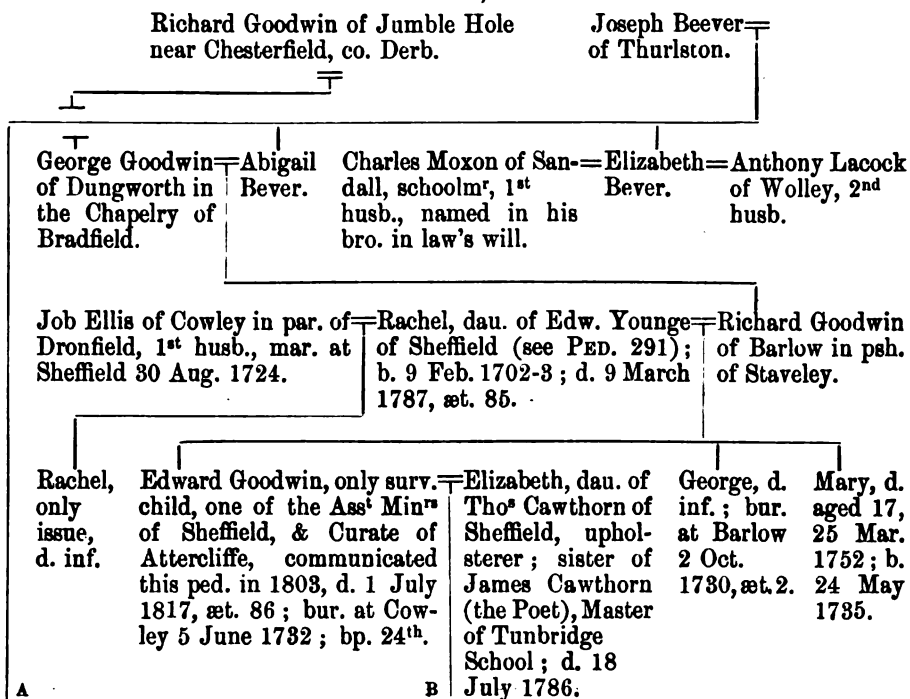 Richard Goodwin of Jumble Hole
near Chesterfield, co. Derb.
Joseph Beever
of Thurlston.
George Goodwin
of Dungworth in
the Chapelry of
Bradfield.
Abigail
Bever.
Charles Moxon of San-
dall, schoolmr, 1st
husb., named in his
bro. in law's will.
Elizabeth
Bever.
Anthony Lacock
of Wolley, 2nd
husb.
Job Ellis of Cowley in par. of
Dronfield, 1st husb., mar. at
Sheffield 30 Aug. 1724.
Rachel, dau. of Edw. Younge
of Sheffield (see PED. 291);
b. 9 Feb. 1702-3; d. 9 March
1787, æt. 85.
Richard Goodwin
of Barlow in psh.
of Staveley.
Rachel,
only
issue,
d. inf.
Edward Goodwin, only surv.
child, one of the Asst Minrs
of Sheffield, & Curate of
Attercliffe, communicated
this ped. in 1803, d. 1 July
1817, æt. 86; bur. at Cow-
ley 5 June 1732; bp. 24th.
Elizabeth, dau. of
Thos Cawthorn of
Sheffield, uphol-
sterer; sister of
James Cawthorn
(the Poet), Master
of Tunbridge
School; d. 18
July 1786.
George, d.
inf.; bur.
at Barlow
2 Oct.
1730, æt. 2.
Mary, d.
aged 17,
25 Mar.
1752; b.
24 May
1735.
A
B